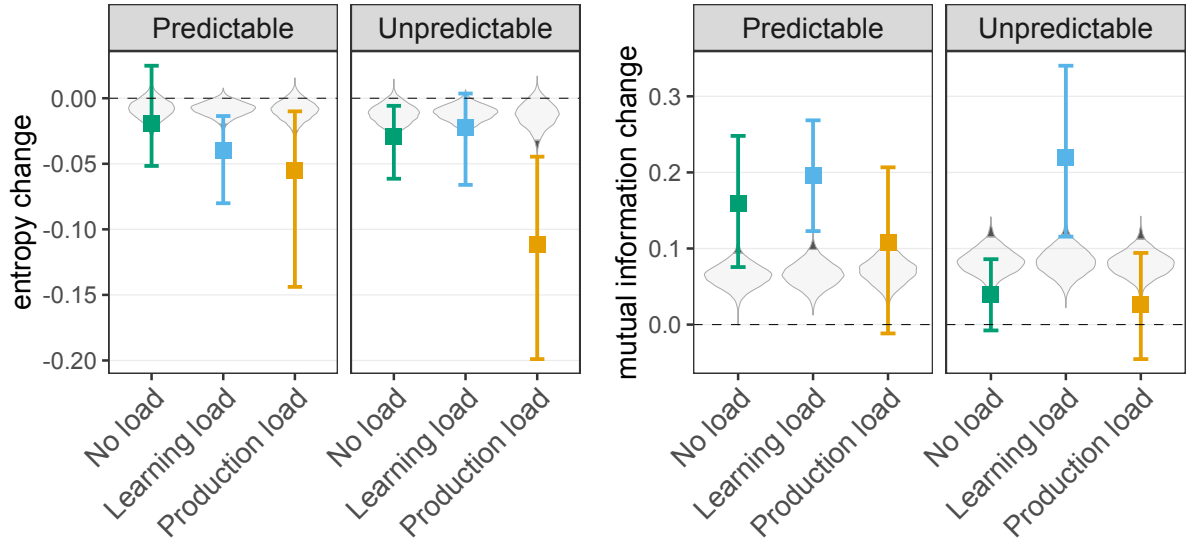 Predictable
Unpredictable
entropy change
0.00
-0.05
-0.10
-0.15
-0.20
No load
Learning load
Production load
No load
Learning load
Production load
Predictable
Unpredictable
mutual information change
0.3
0.2
0.1
0.0
No load
Learning load
Production load
No load
Learning load
Production load